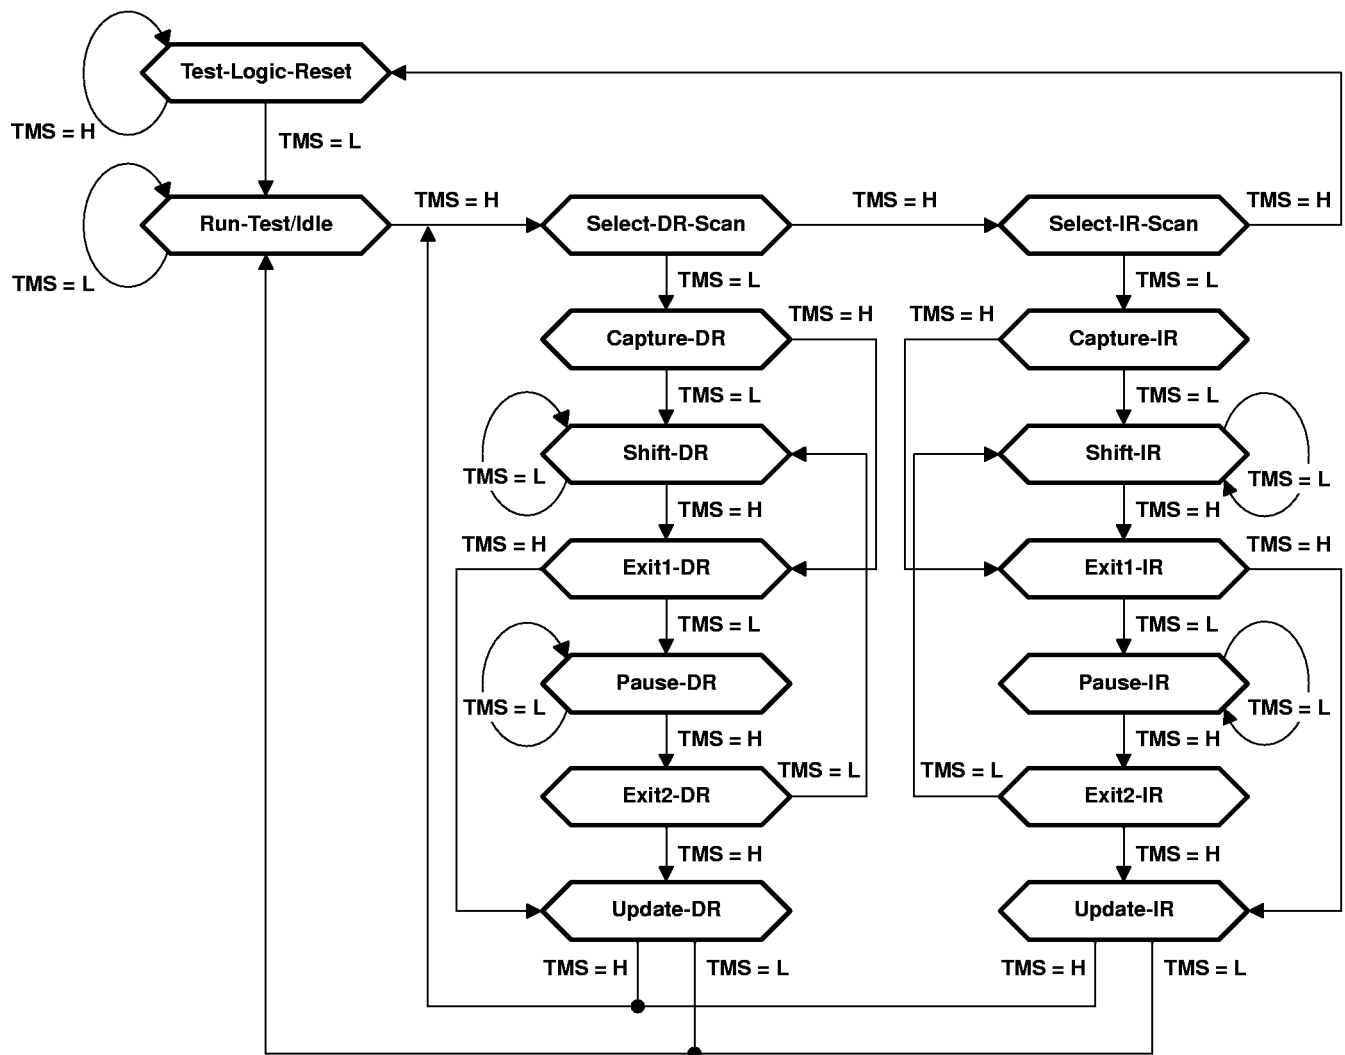 Test-Logic-Reset
TMS = H
TMS = L
TMS = H
TMS = H
TMS = H
Run-Test/Idle
Select-DR-Scan
Select-IR-Scan
TMS = L
TMS = L
TMS = L
TMS = H
TMS = H
Capture-DR
Capture-IR
TMS = L
TMS = L
Shift-DR
Shift-IR
TMS = L
TMS = L
TMS = H
TMS = H
TMS = H
TMS = H
Exit1-DR
Exit1-IR
TMS = L
TMS = L
Pause-DR
Pause-IR
TMS = L
TMS = L
TMS = H
TMS = H
TMS = L
TMS = L
Exit2-DR
Exit2-IR
TMS = H
TMS = H
Update-DR
Update-IR
TMS = H
TMS = L
TMS = H
TMS = L